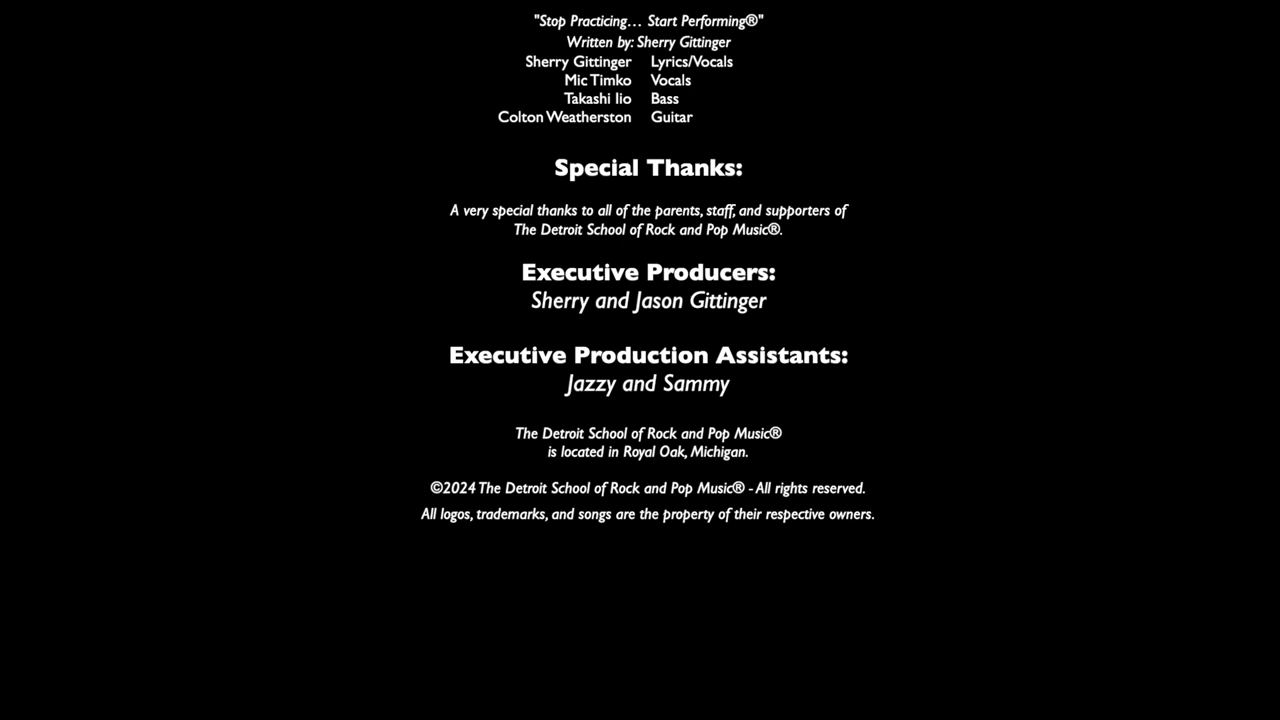 "Stop Practicing… Start Performing®"
Written by: Sherry Gittinger
Sherry Gittinger Lyrics/Vocals
Mic Timko Vocals
Takashi Iio Bass
Colton Weatherston Guitar
Special Thanks:
A very special thanks to all of the parents, staff, and supporters of
The Detroit School of Rock and Pop Music®.
Executive Producers:
Sherry and Jason Gittinger
Executive Production Assistants:
Jazzy and Sammy
The Detroit School of Rock and Pop Music®
is located in Royal Oak, Michigan.
©2024 The Detroit School of Rock and Pop Music® - All rights reserved.
All logos, trademarks, and songs are the property of their respective owners.